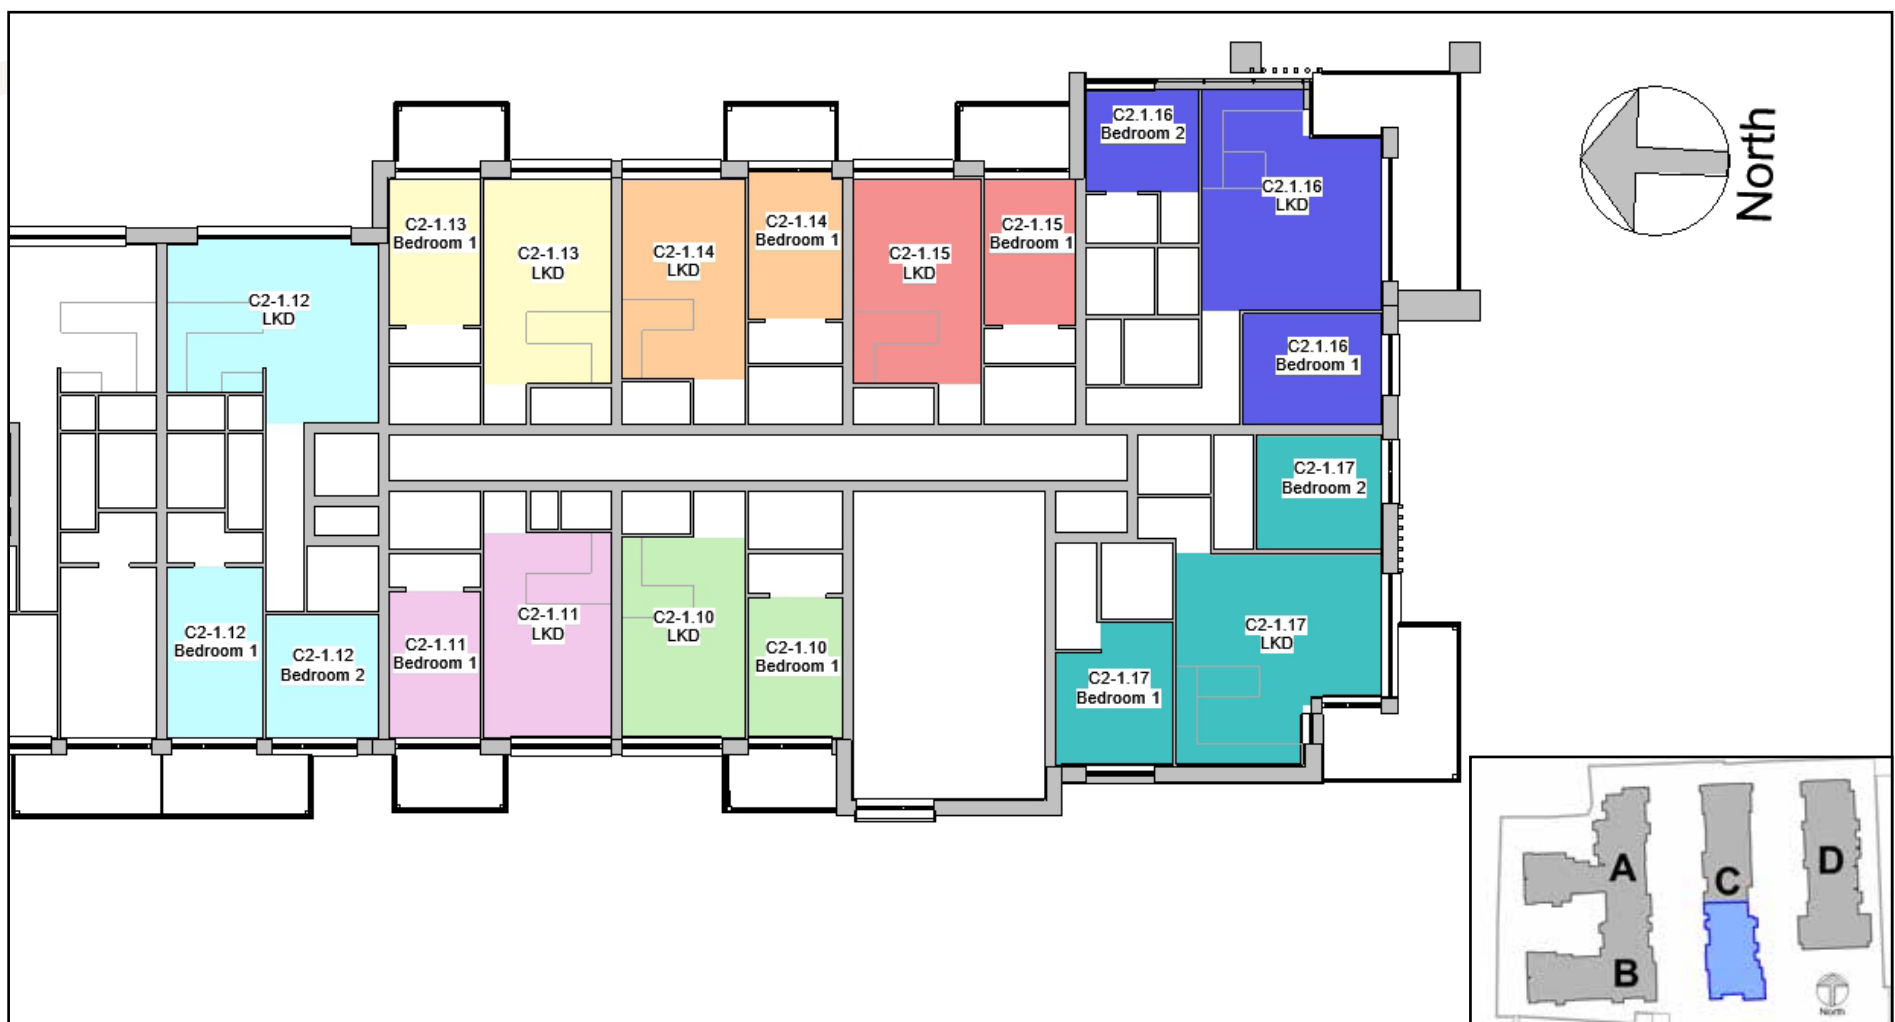 C2.1.16
Bedroom 2
C2.1.16
LKD
North
C2-1.13
Bedroom 1
C2-1.13
LKD
C2-1.14
LKD
C2-1.14
Bedroom 1
C2-1.15
LKD
C2-1.15
Bedroom 1
C2-1.12
LKD
C2.1.16
Bedroom 1
C2-1.17
Bedroom 2
C2-1.12
Bedroom 1
C2-1.12
Bedroom 2
C2-1.11
Bedroom 1
C2-1.11
LKD
C2-1.10
LKD
C2-1.10
Bedroom 1
C2-1.17
Bedroom 1
C2-1.17
LKD
A
B
C
D
North